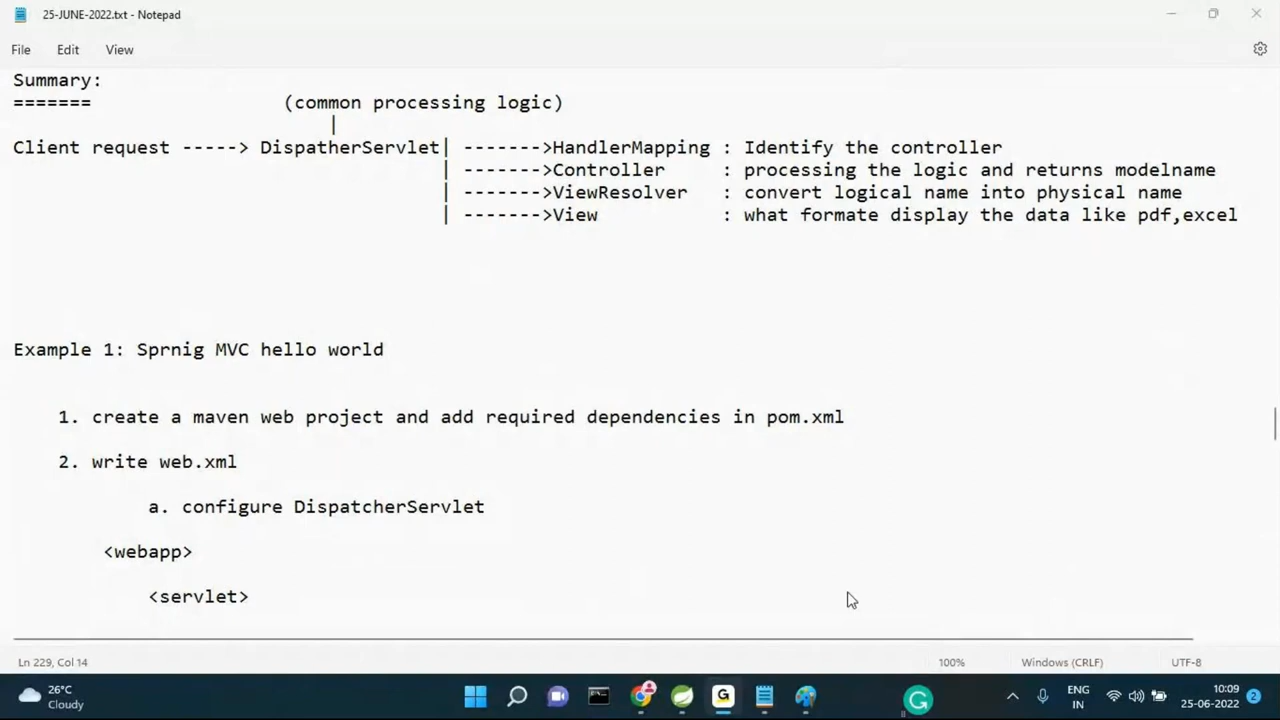 25-JUNE-2022.txt - Notepad
File Edit View
Summary:
======= (common processing logic)
|
Client request -----> DispatherServlet| ------->HandlerMapping : Identify the controller
| ------->Controller : processing the logic and returns modelname
| ------->ViewResolver : convert logical name into physical name
| ------->View : what formate display the data like pdf,excel
Example 1: Sprnig MVC hello world
1. create a maven web project and add required dependencies in pom.xml
2. write web.xml
a. configure DispatcherServlet
<webapp>
<servlet>
Ln 229, Col 14 100% Windows (CRLF) UTF-8
26°C
Cloudy
ENG
IN
10:09
25-06-2022
2